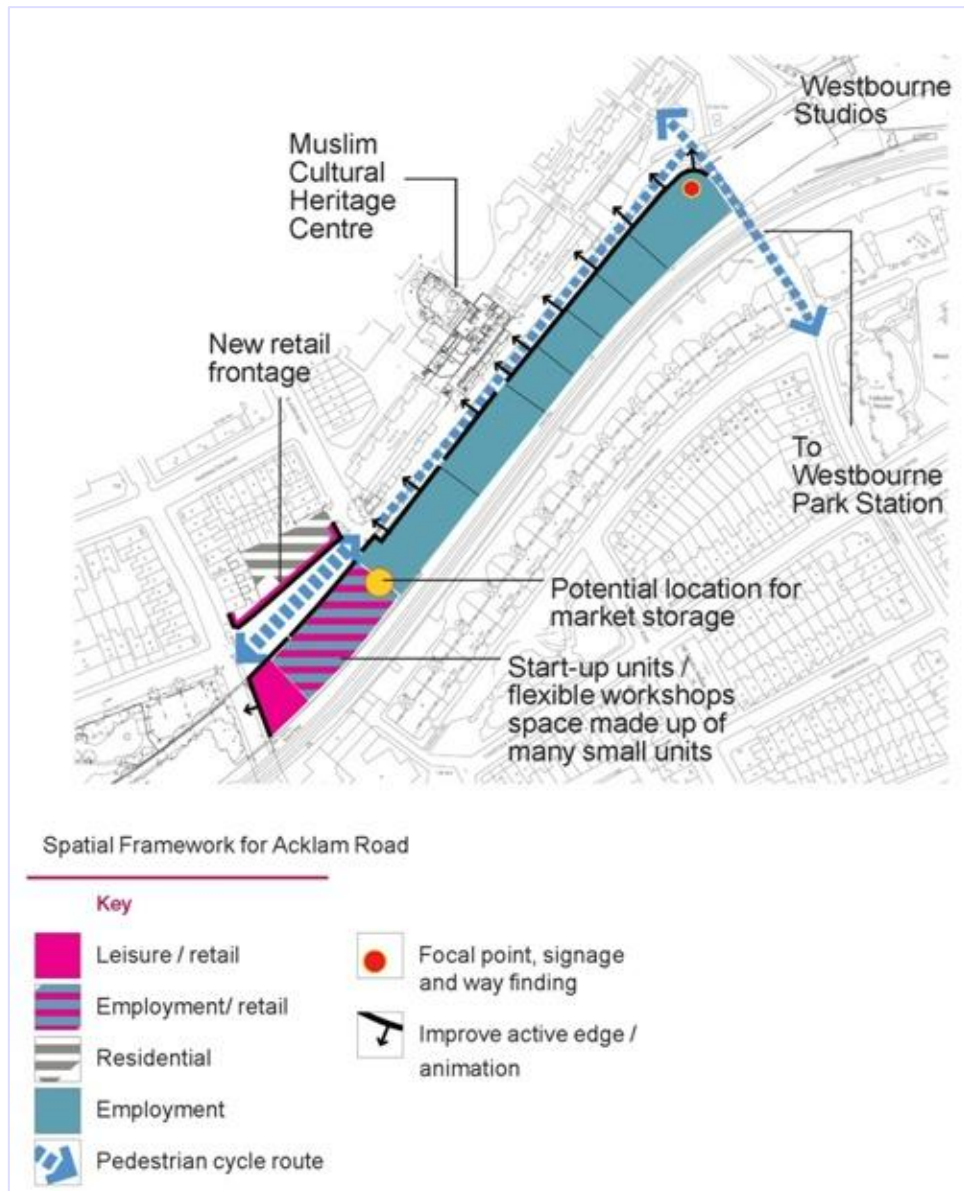 Westbourne
Studios
Muslim
Cultural
Heritage
Centre
New retail
frontage
To
Westbourne
Park Station
Potential location for
market storage
Start-up units /
flexible workshops
space made up of
many small units
Spatial Framework for Acklam Road
Key
Leisure / retail
Employment/ retail
Residential
Employment
Pedestrian cycle route
Focal point, signage
and way finding
Improve active edge /
animation